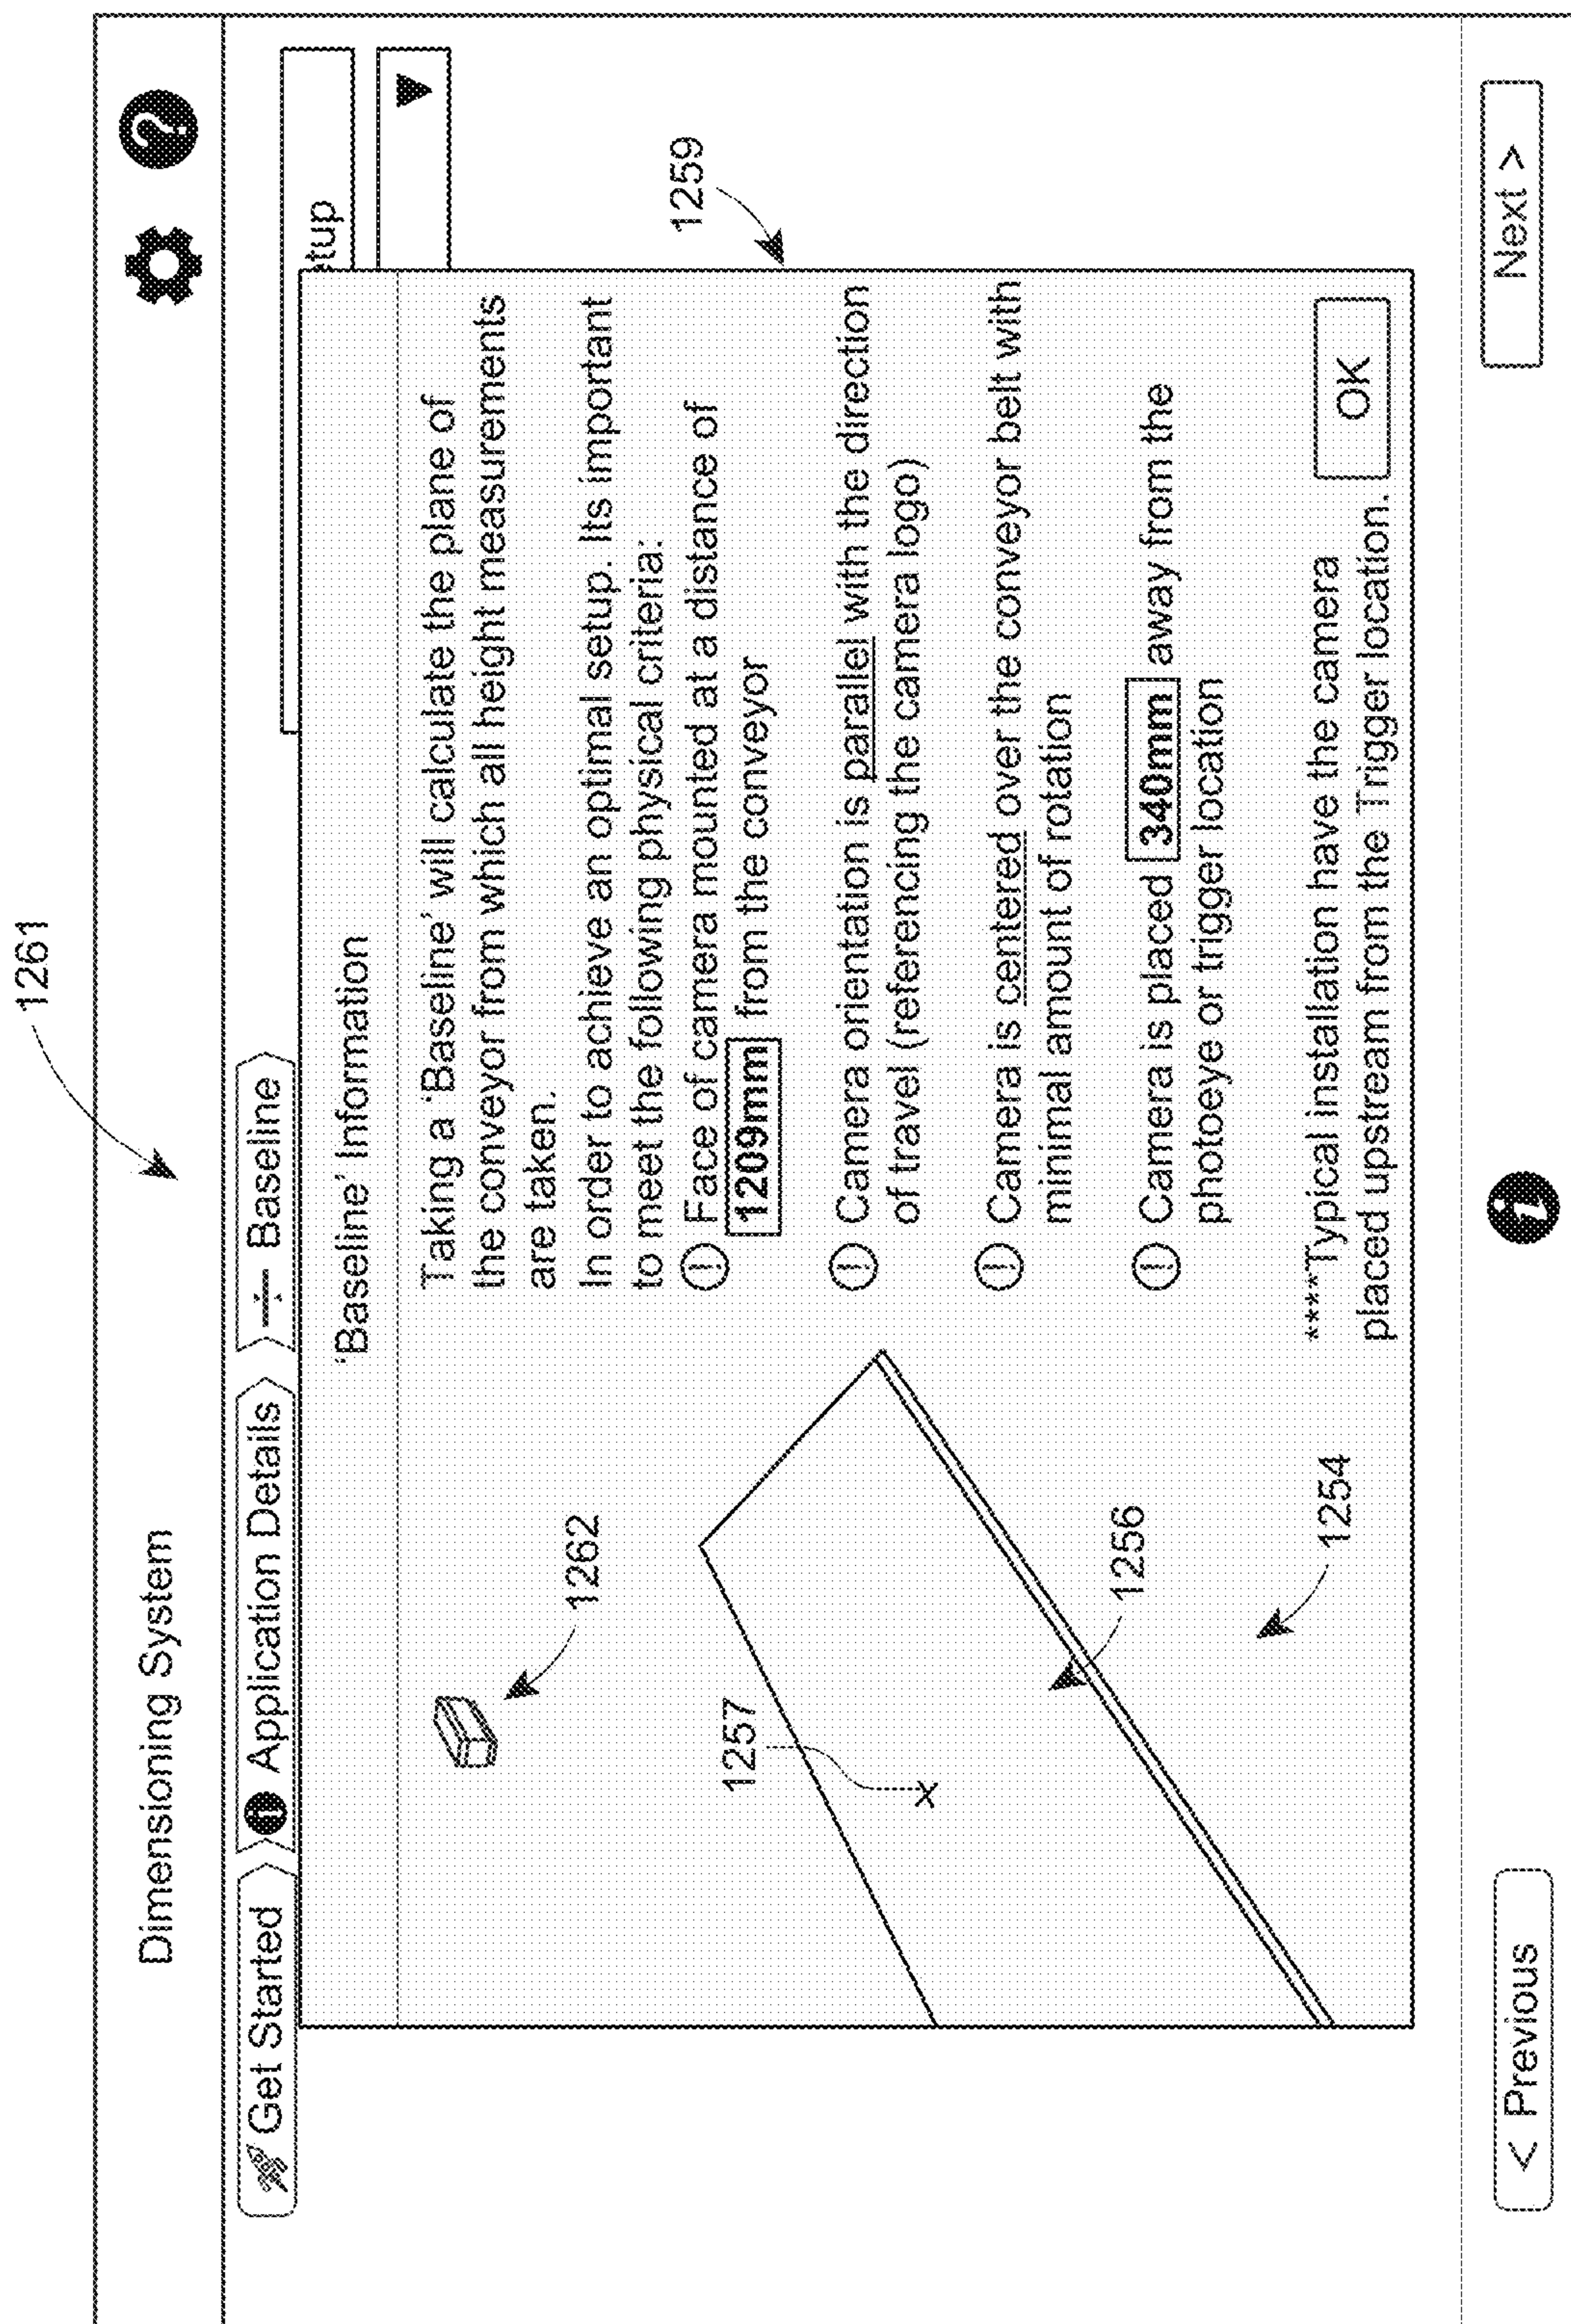 1261
Dimensioning System
?
Get Started
i Application Details
Baseline
etup
1259
'Baseline' Information
Taking a 'Baseline' will calculate the plane of
the conveyor from which all height measurements
are taken.
In order to achieve an optimal setup. Its important
to meet the following physical criteria:
! Face of camera mounted at a distance of
1209mm from the conveyor
! Camera orientation is parallel with the direction
of travel (referencing the camera logo)
! Camera is centered over the conveyor belt with
minimal amount of rotation
! Camera is placed 340mm away from the
photoeye or trigger location
****Typical installation have the camera
placed upstream from the Trigger location.
OK
1262
1257
X
1256
1254
< Previous
i
Next >